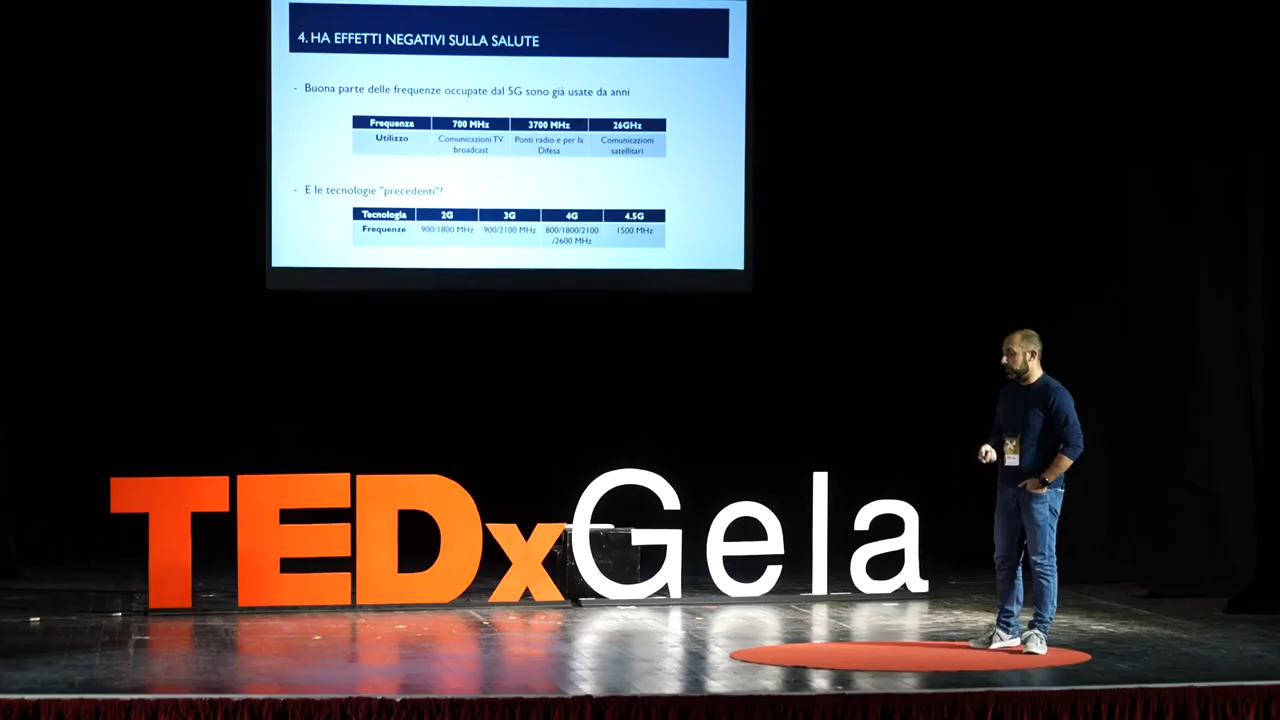 4. HA EFFETTI NEGATIVI SULLA SALUTE
- Buona parte delle frequenze occupate dal 5G sono già usate da anni
Frequenza 700 MHz 3700 MHz 26GHz
Utilizzo Comunicazioni TV broadcast Ponti radio e per la Difesa Comunicazioni satellitari
- E le tecnologie "precedenti"?
Tecnologia 2G 3G 4G 4.5G
Frequenze 900/1800 MHz 900/2100 MHz 800/1800/2100 /2600 MHz 1500 MHz
TEDxGela